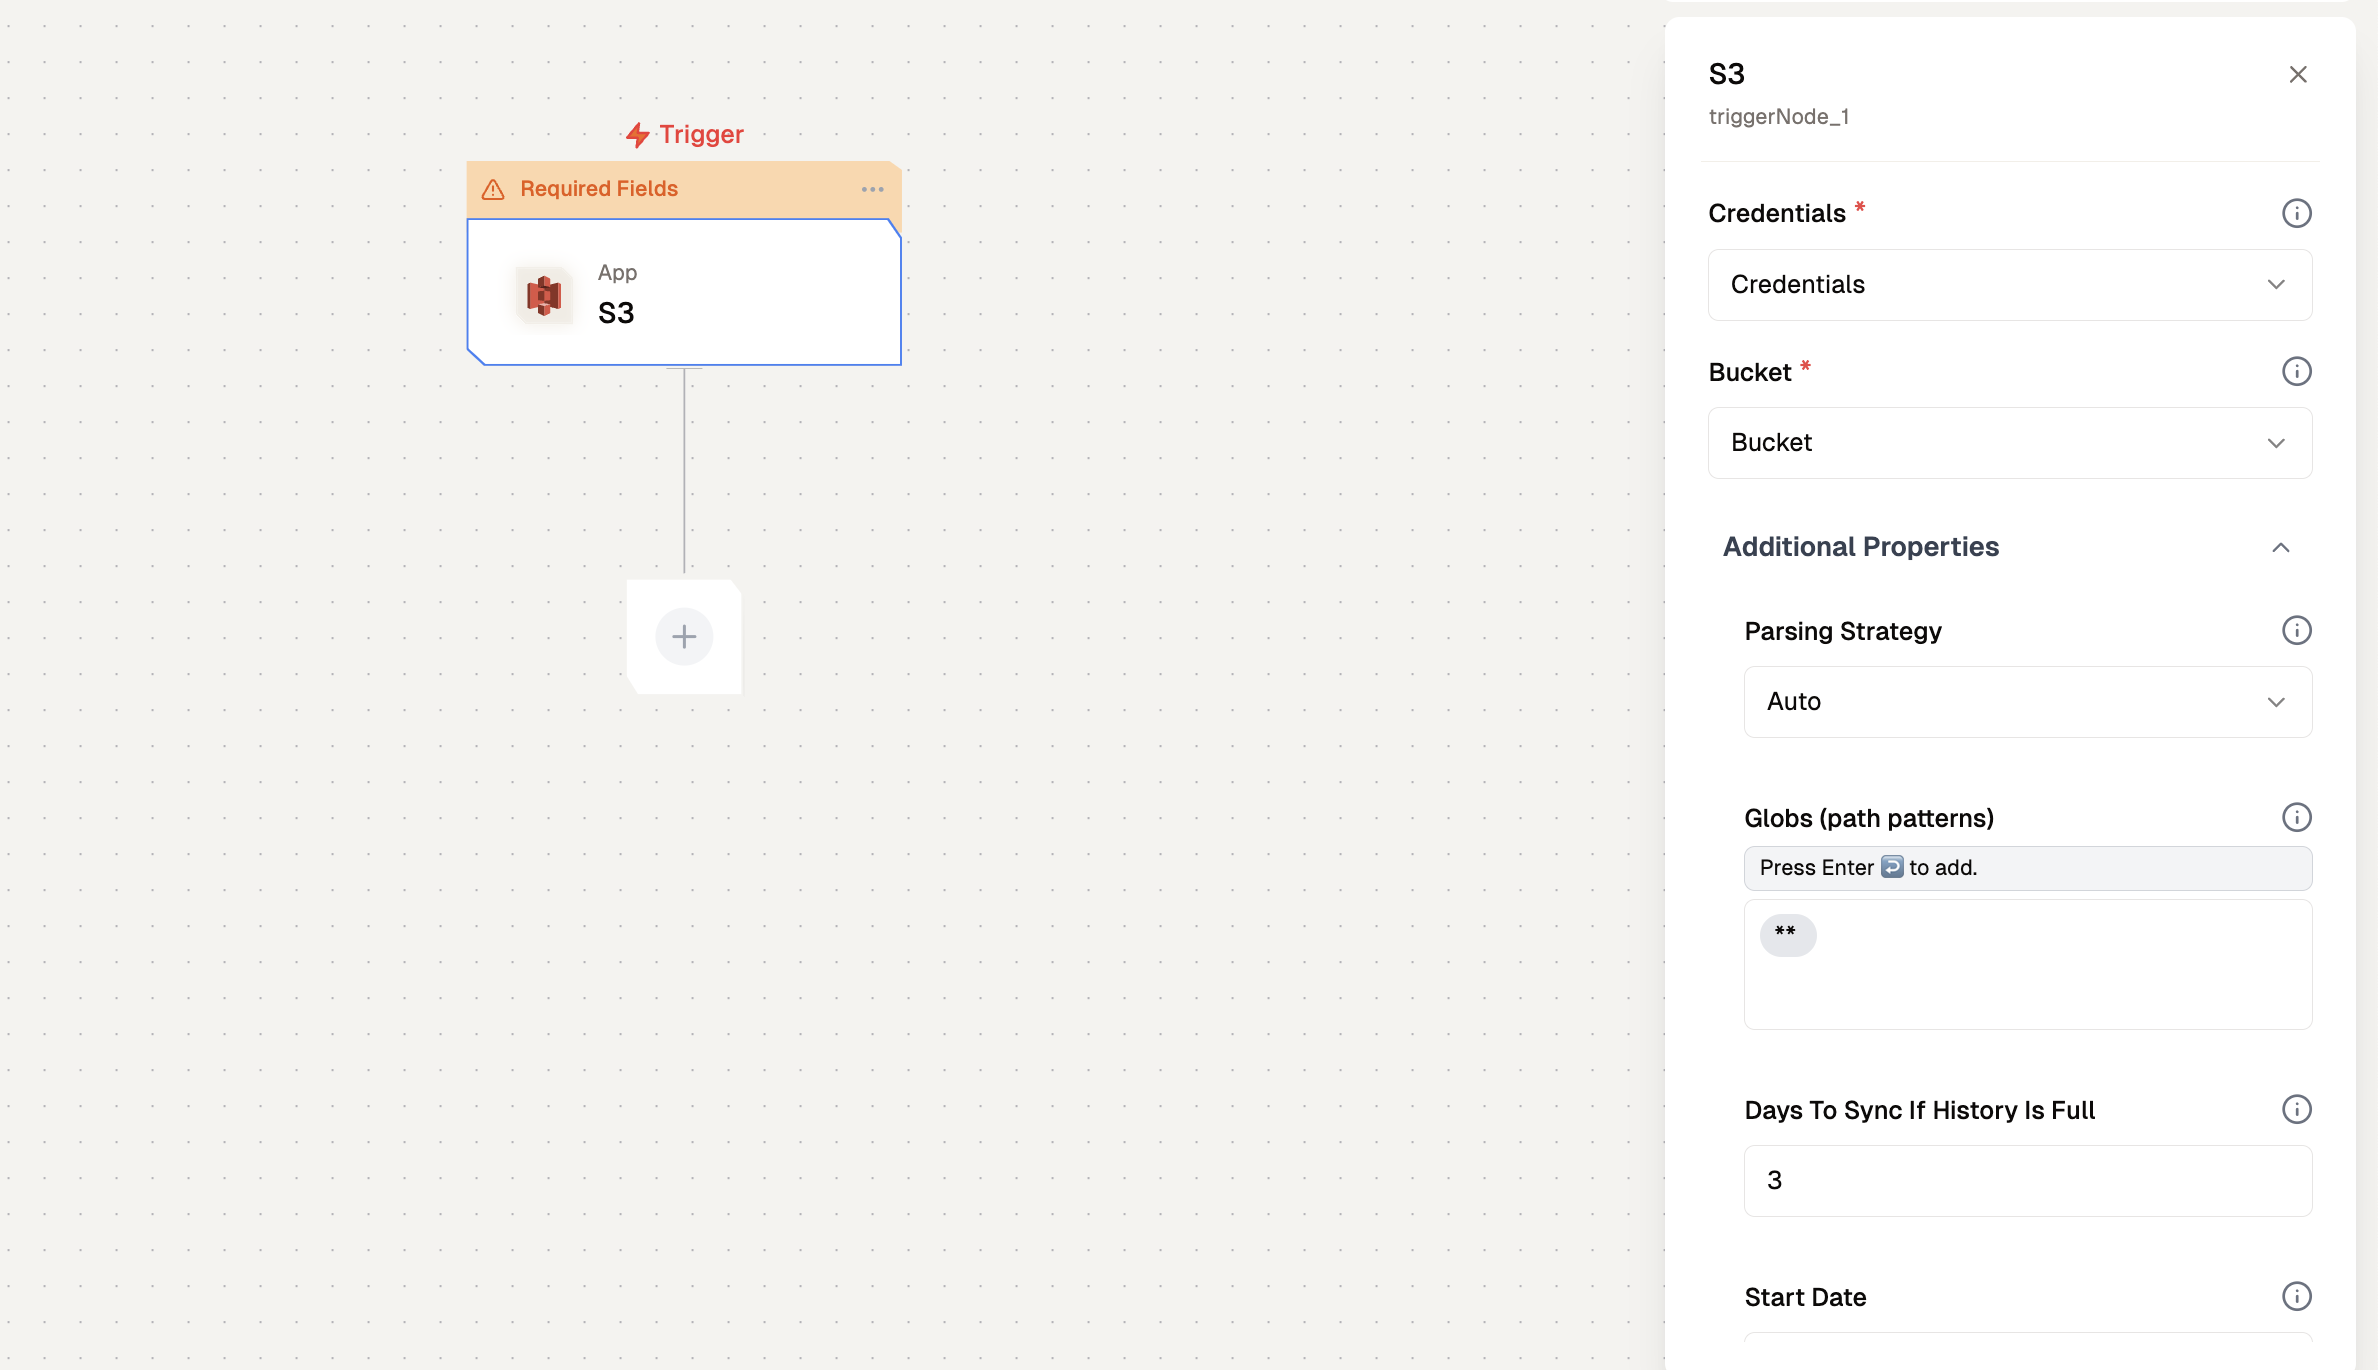 Trigger
Required Fields
App
S3
S3
triggerNode_1
Credentials *
Credentials
Bucket *
Bucket
Additional Properties
Parsing Strategy
Auto
Globs (path patterns)
Press Enter ↩️ to add.
**
Days To Sync If History Is Full
3
Start Date